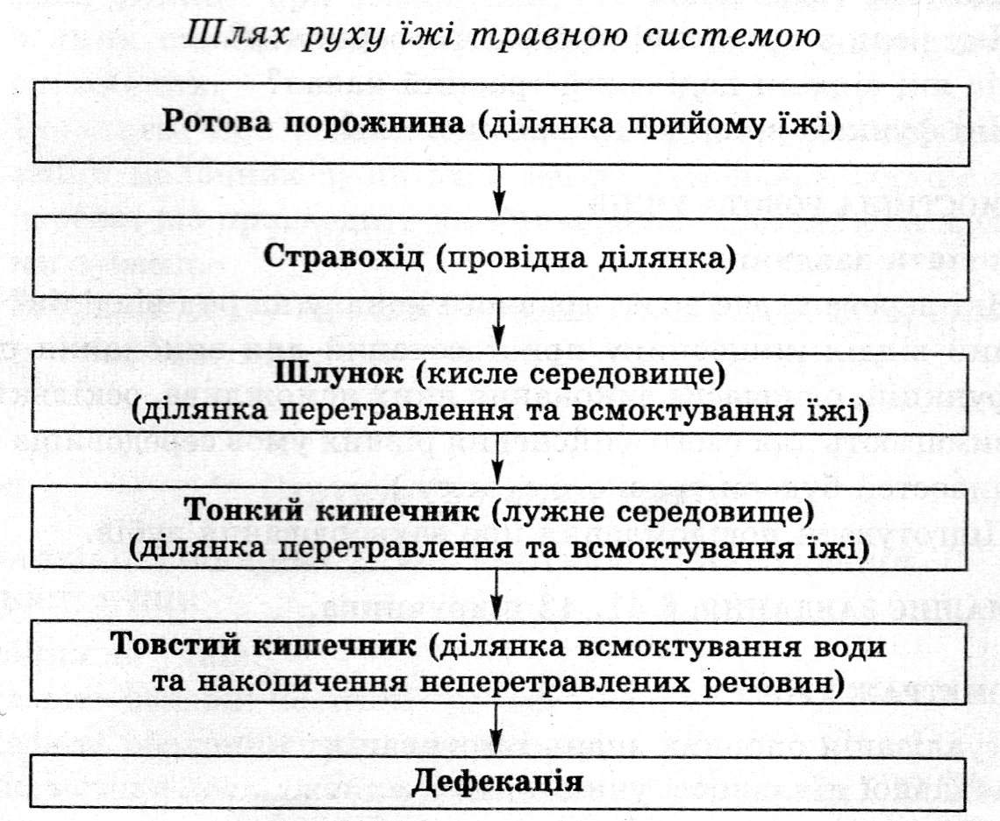 Шлях руху їжі травною системою
Ротова порожнина (ділянка прийому їжі)
Стравохід (провідна ділянка)
Шлунок (кисле середовище)
(ділянка перетравлення та всмоктування їжі)
Тонкий кишечник (лужне середовище)
(ділянка перетравлення та всмоктування їжі)
Товстий кишечник (ділянка всмоктування води
та накопичення неперетравлених речовин)
Дефекація